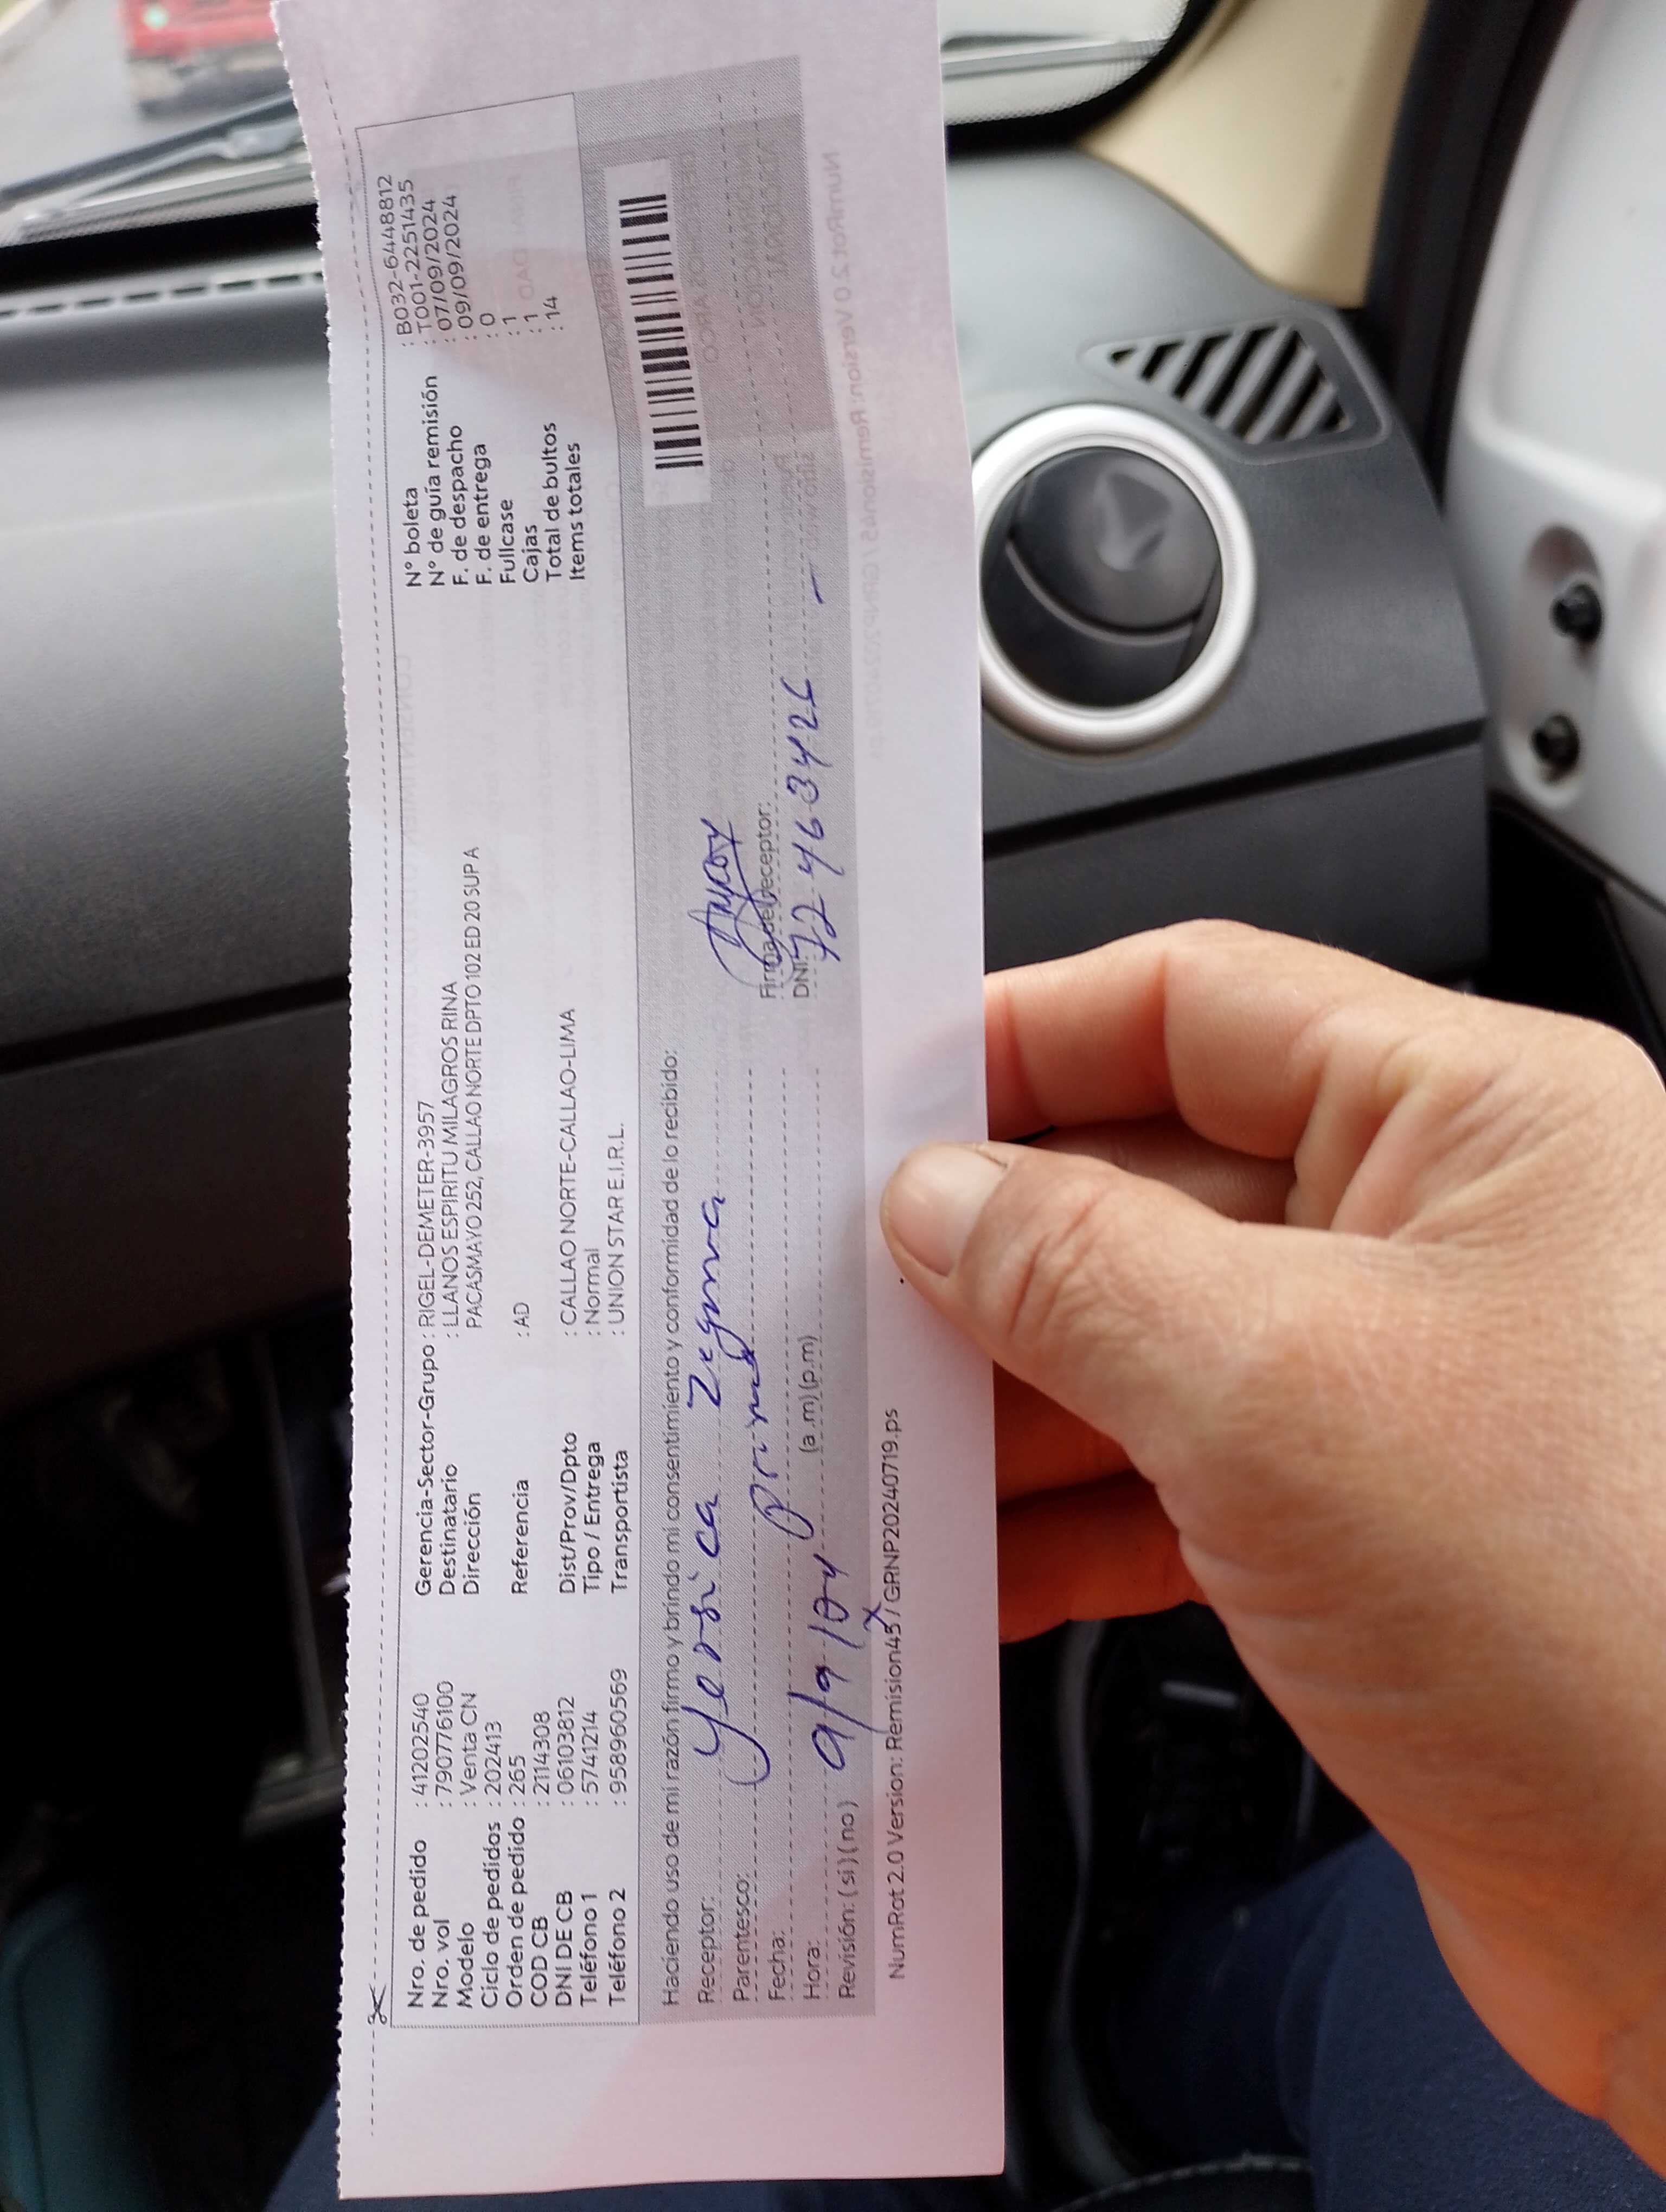 Nro. de pedido : 41202540
Nro. vol : 790776100
Modelo : Venta CN
Ciclo de pedidos : 202413
Orden de pedido : 265
COD CB : 2114308
DNI DE CB : 06103812
Teléfono 1 : 5741214
Teléfono 2 : 958960569
Gerencia-Sector-Grupo : RIGEL-DEMETER-3957
Destinatario : LLANOS ESPIRITU MILAGROS RINA
Dirección PACASMAYO 252, CALLAO NORTE DPTO 102 ED 20 SUP A
Referencia : AD
Dist/Prov/Dpto : CALLAO NORTE-CALLAO-LIMA
Tipo / Entrega : Normal
Transportista : UNION STAR E.I.R.L.
N° boleta : B032-6448812
N° de guía remisión : T001-2251435
F. de despacho : 07/09/2024
F. de entrega : 09/09/2024
Fullcase : 0
Cajas : 1
Total de bultos : 1
Items totales : 14
Haciendo uso de mi razón firmo y brindo mi consentimiento y conformidad de lo recibido:
Receptor: Yersica Zegma
Parentesco: prima
Fecha: 9/9/
Hora: (a .m) (p.m)
Revisión: ( si ) ( no )
Firma del receptor:
DNI: 72463426
NumRot 2.0 Version: Remision45 / GRNP20240719.ps